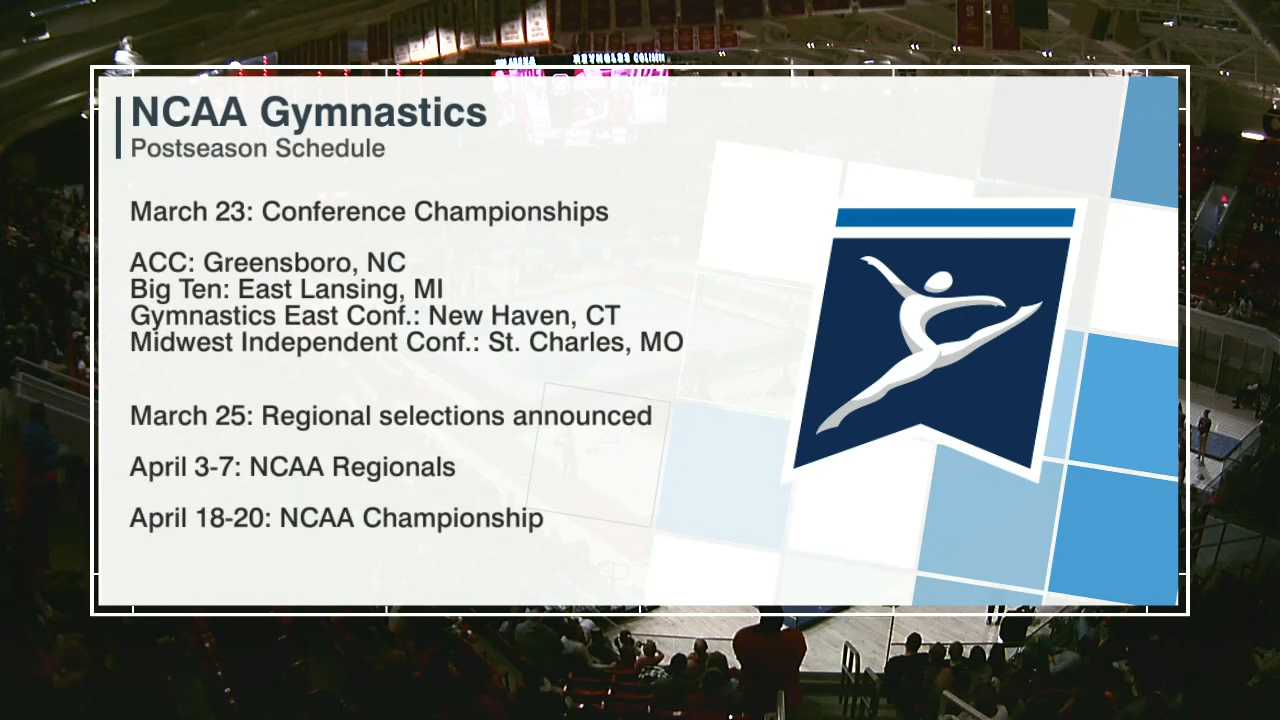 REYNOLDS COLISEUM
NCAA Gymnastics
Postseason Schedule
March 23: Conference Championships
ACC: Greensboro, NC
Big Ten: East Lansing, MI
Gymnastics East Conf.: New Haven, CT
Midwest Independent Conf.: St. Charles, MO
March 25: Regional selections announced
April 3-7: NCAA Regionals
April 18-20: NCAA Championship